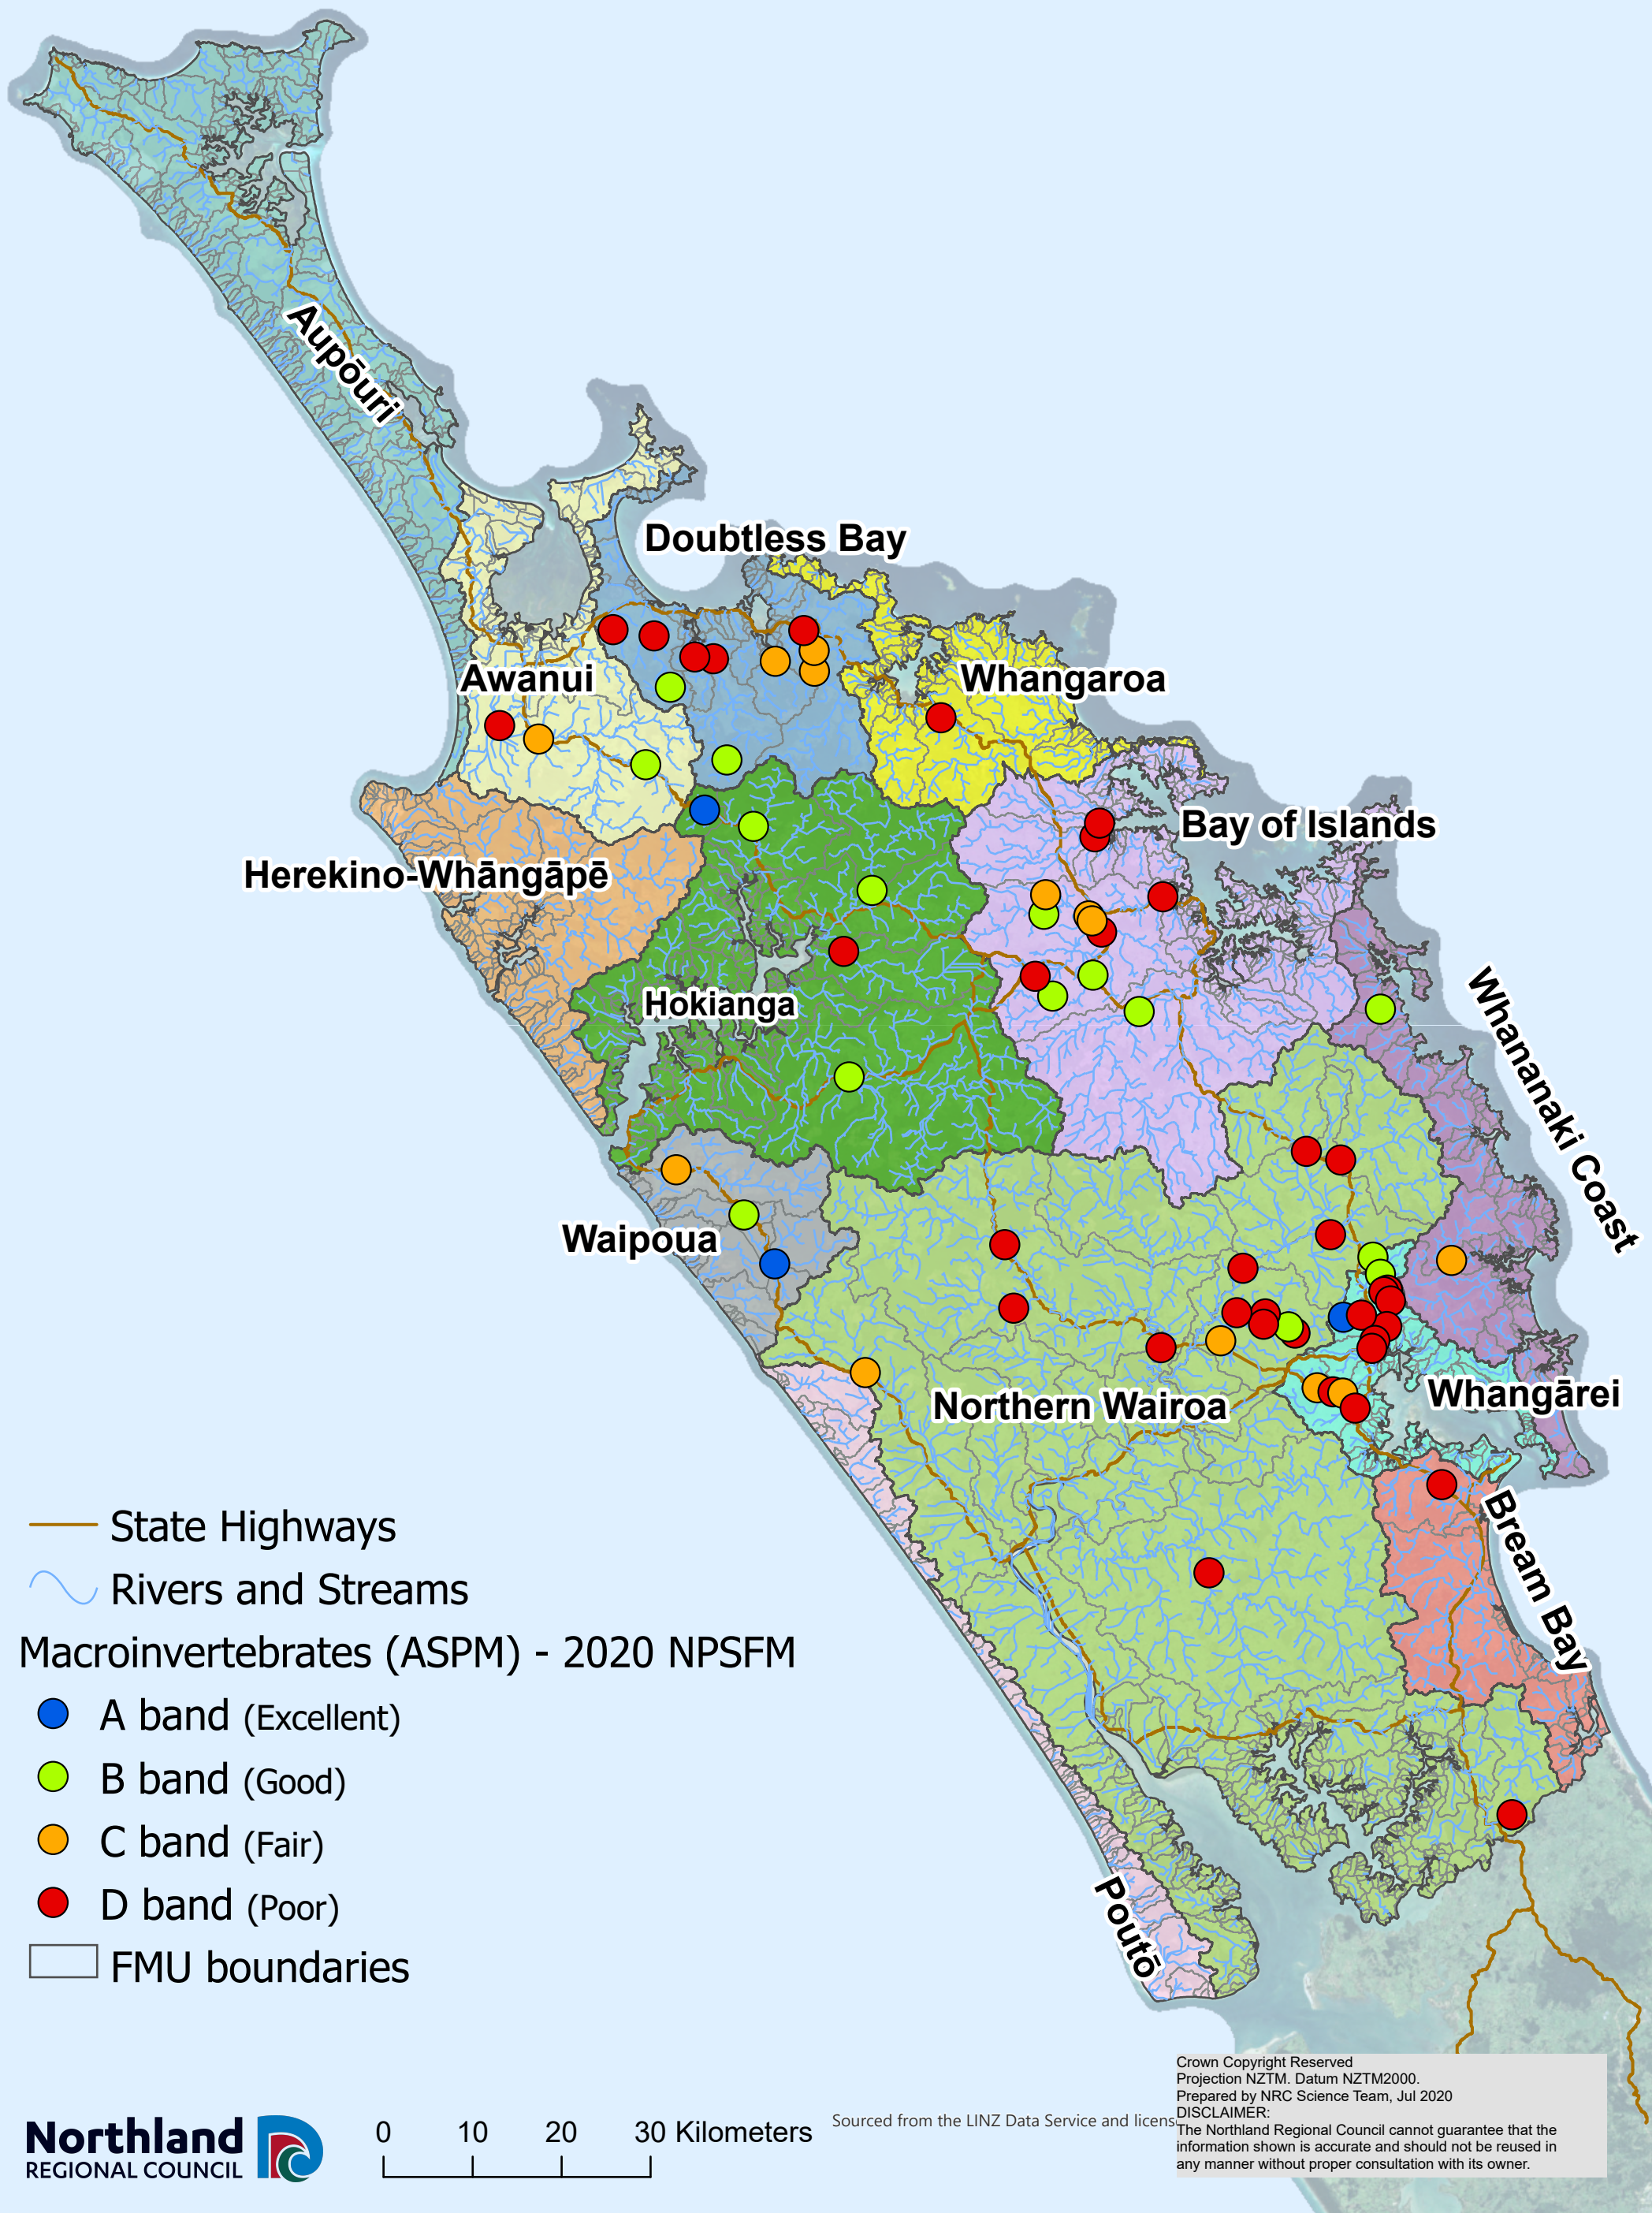 Aupōuri
Doubtless Bay
Awanui
Whangaroa
Bay of Islands
Herekino-Whāngāpē
Hokianga
Whananaki Coast
Waipoua
Northern Wairoa
Whangārei
Bream Bay
Poutō
State Highways
Rivers and Streams
Macroinvertebrates (ASPM) - 2020 NPSFM
A band (Excellent)
B band (Good)
C band (Fair)
D band (Poor)
FMU boundaries
Northland
REGIONAL COUNCIL
0 10 20 30 Kilometers
Sourced from the LINZ Data Service and licens
Crown Copyright Reserved
Projection NZTM. Datum NZTM2000.
Prepared by NRC Science Team, Jul 2020
DISCLAIMER:
The Northland Regional Council cannot guarantee that the
information shown is accurate and should not be reused in
any manner without proper consultation with its owner.